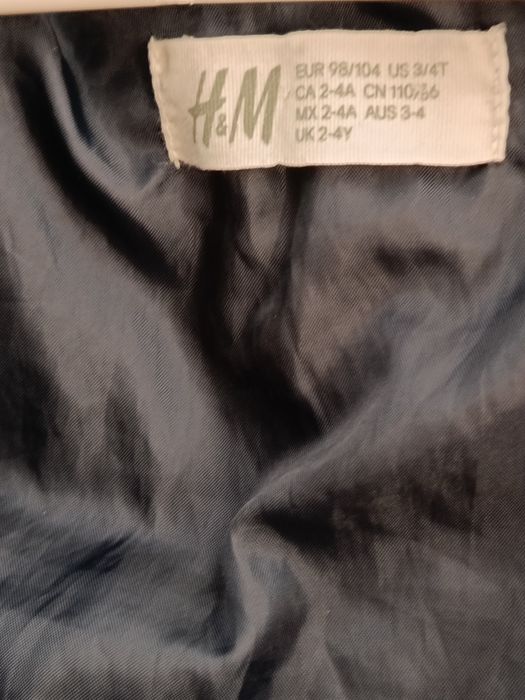 H&M
EUR 98/104 US 3/4T
CA 2-4A CN 110/56
MX 2-4A AUS 3-4
UK 2-4Y